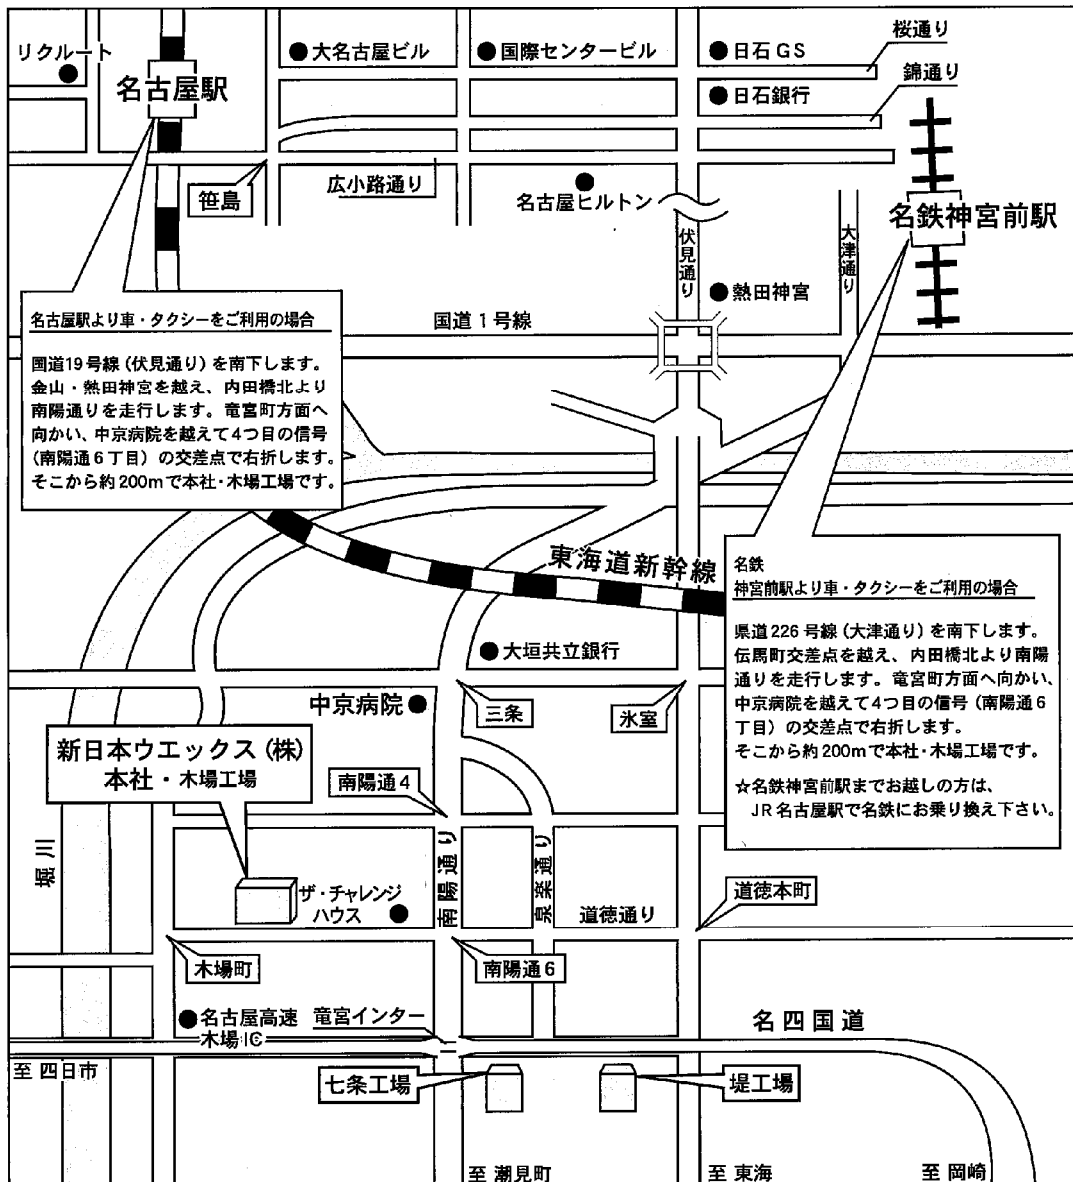 リクルート
名古屋駅
大名古屋ビル
国際センタービル
日石GS
桜通り
日石銀行
錦通り
笹島
広小路通り
名古屋ヒルトン
伏見通り
大津通り
名鉄神宮前駅
熱田神宮
国道1号線
名古屋駅より車・タクシーをご利用の場合
国道19号線(伏見通り)を南下します。
金山・熱田神宮を越え、内田橋北より
南陽通りを走行します。竜宮町方面へ
向かい、中京病院を越えて4つ目の信号
(南陽通6丁目)の交差点で右折します。
そこから約200mで本社・木場工場です。
東海道新幹線
名鉄
神宮前駅より車・タクシーをご利用の場合
県道226号線(大津通り)を南下します。
伝馬町交差点を越え、内田橋北より南陽
通りを走行します。竜宮町方面へ向かい、
中京病院を越えて4つ目の信号(南陽通6
丁目)の交差点で右折します。
そこから約200mで本社・木場工場です。
☆名鉄神宮前駅までお越しの方は、
JR名古屋駅で名鉄にお乗り換え下さい。
大垣共立銀行
中京病院
三条
氷室
新日本ウエックス(株)
本社・木場工場
南陽通4
堀川
南陽通り
泉楽通り
ザ・チャレンジ
ハウス
道徳通り
道徳本町
木場町
南陽通6
名古屋高速
木場IC
竜宮インター
名四国道
至 四日市
七条工場
堤工場
至 潮見町
至 東海
至 岡崎